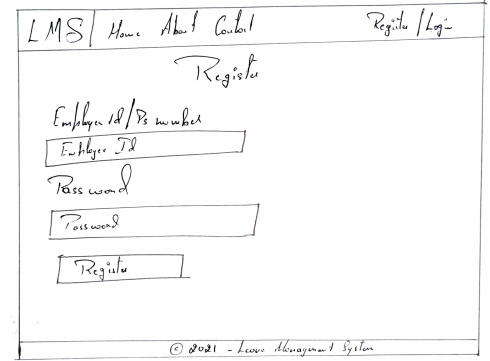 LMS | Home About Contact Register / Login
Register
Employee id / Ps number
Employee Id
Password
Password
Register
© 2021 - Leave Management System